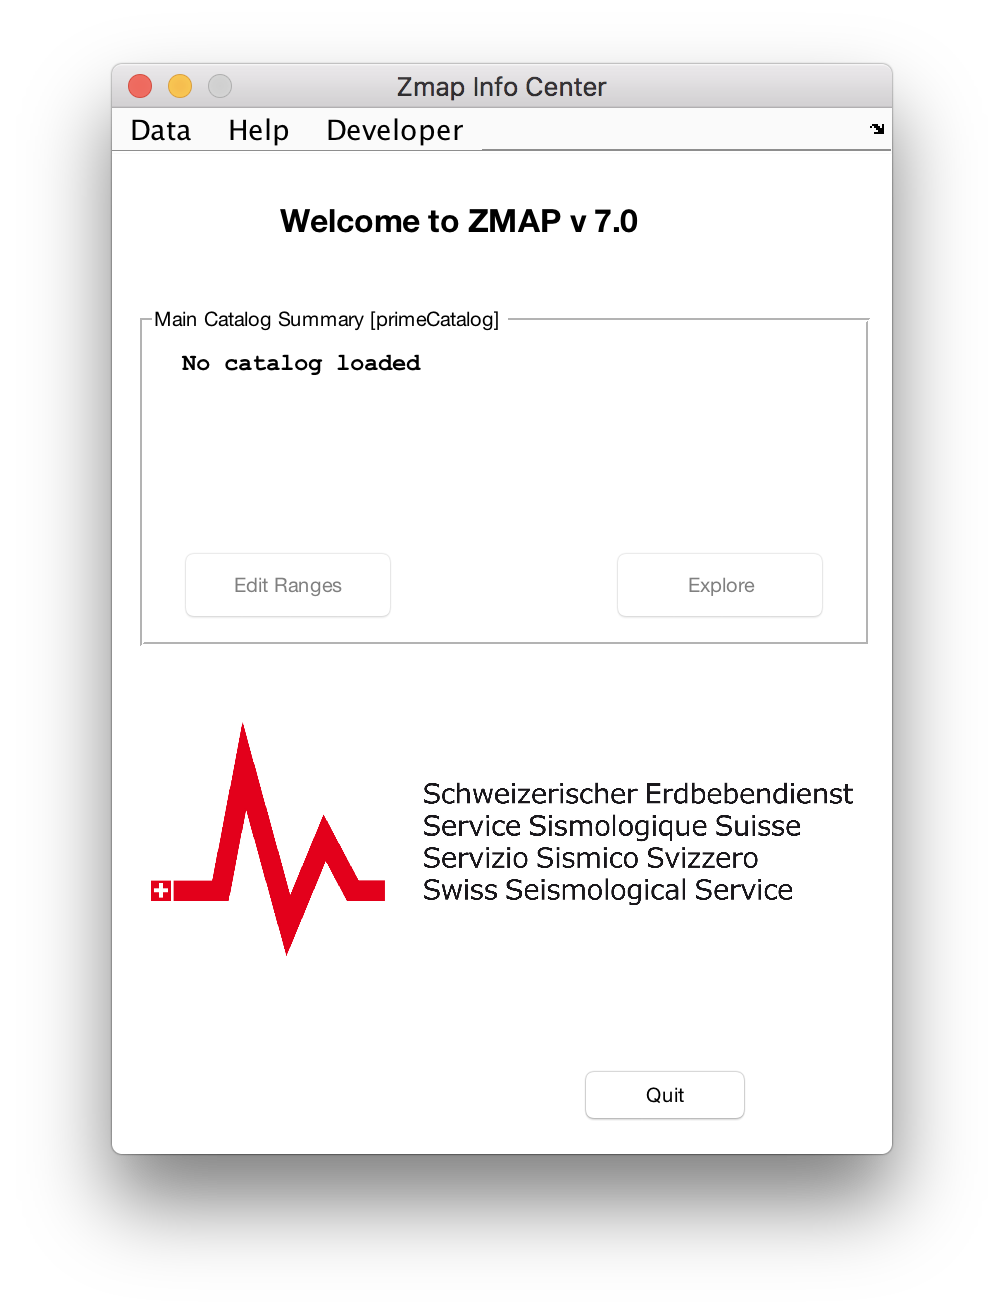 Zmap Info Center
Data Help Developer
Welcome to ZMAP v 7.0
Main Catalog Summary [primeCatalog]
No catalog loaded
Edit Ranges Explore
Schweizerischer Erdbebendienst
Service Sismologique Suisse
Servizio Sismico Svizzero
Swiss Seismological Service
Quit